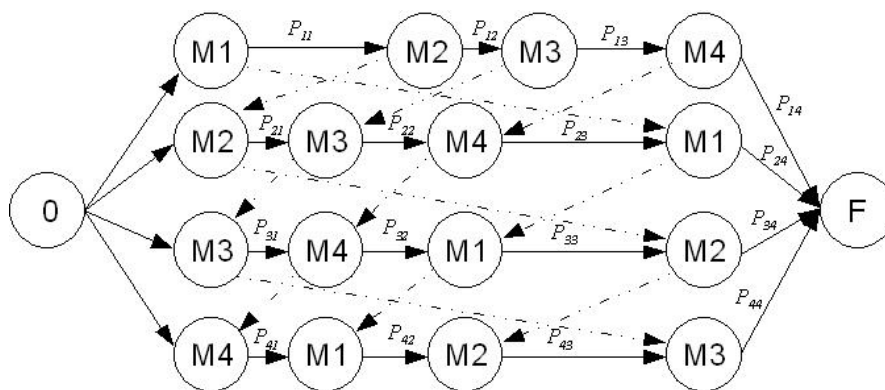 M1 P11 M2 P12 M3 P13 M4 P14
M2 P21 M3 P22 M4 P23 M1 P24
0 F
M3 P31 M4 P32 M1 P33 M2 P34
M4 P41 M1 P42 M2 P43 M3 P44